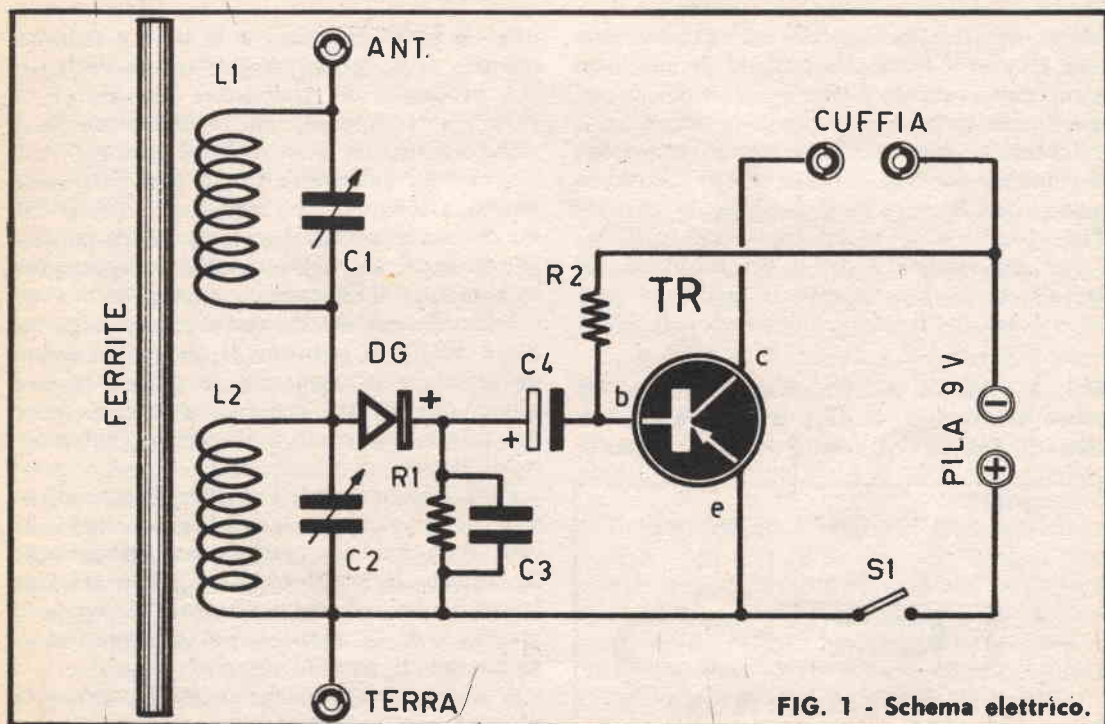 ANT.
L1
CUFFIA
C1
R2
TR
FERRITE
DG
C4
c
L2
+
b
PILA 9 V
-
+
+
R1
e
C2
C3
S1
TERRA
FIG. 1 - Schema elettrico.